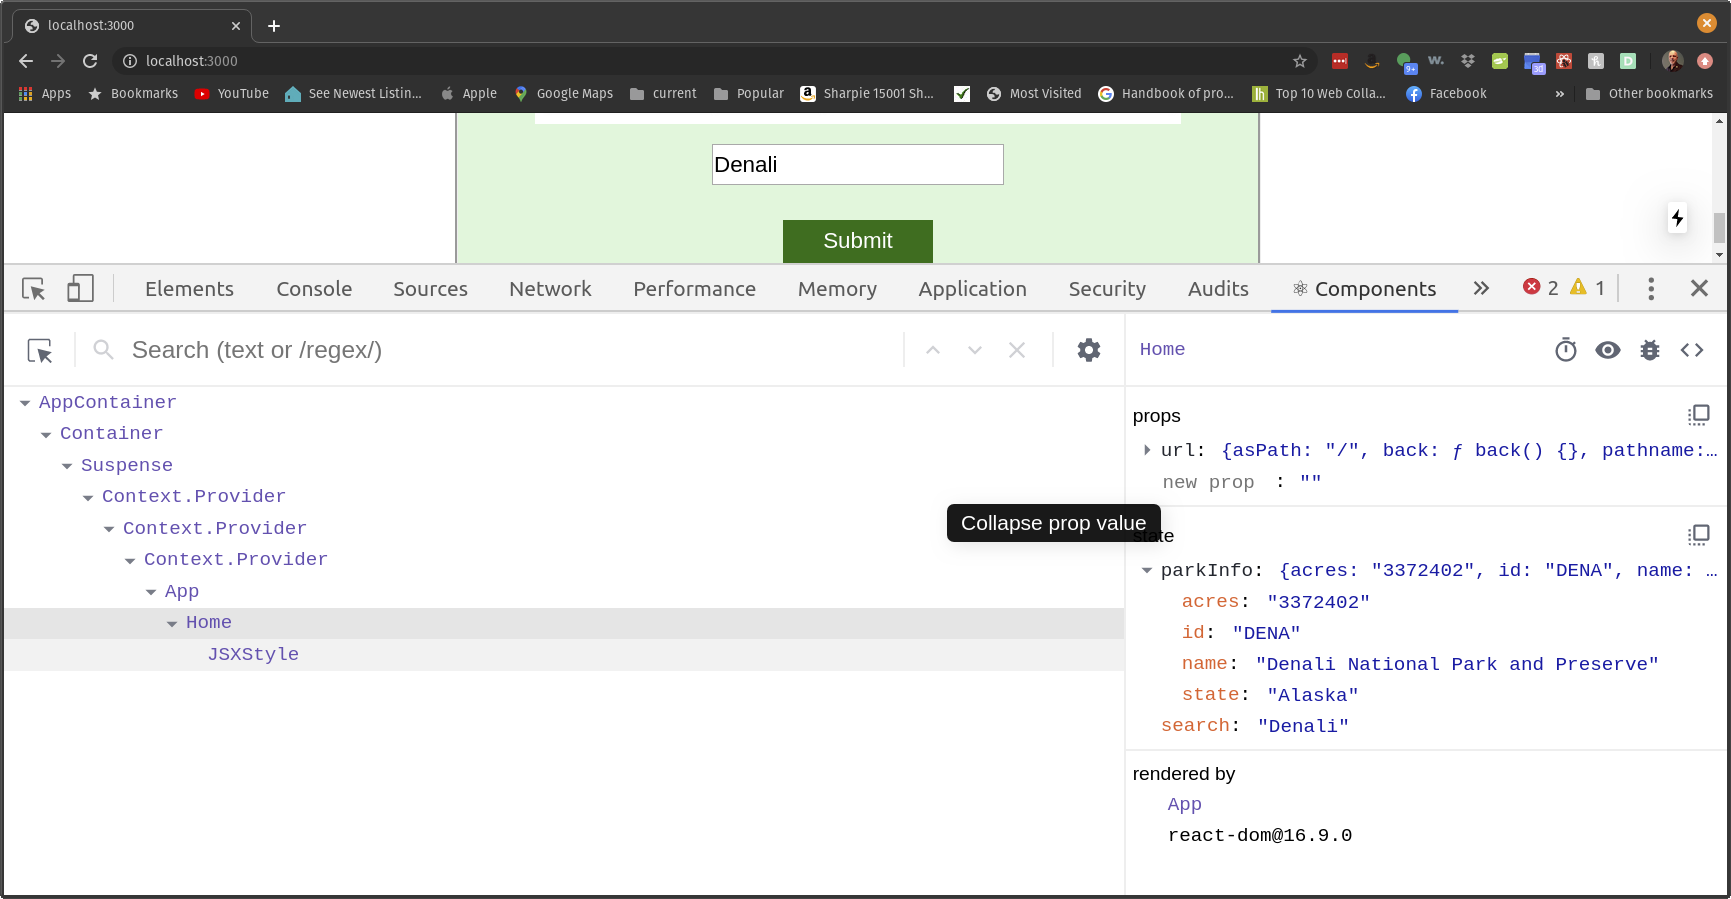 localhost:3000
localhost:3000
Apps Bookmarks YouTube See Newest Listin... Apple Google Maps current Popular Sharpie 15001 Sh... Most Visited Handbook of pro... Top 10 Web Colla... Facebook » Other bookmarks
Denali
Submit
Elements Console Sources Network Performance Memory Application Security Audits ⚛ Components » 2 1
Search (text or /regex/)
Home
AppContainer
Container
Suspense
Context.Provider
Context.Provider
Context.Provider
App
Home
JSXStyle
props
url: {asPath: "/", back: ƒ back() {}, pathname:…
new prop : ""
Collapse prop value
state
parkInfo: {acres: "3372402", id: "DENA", name: …
acres: "3372402"
id: "DENA"
name: "Denali National Park and Preserve"
state: "Alaska"
search: "Denali"
rendered by
App
react-dom@16.9.0